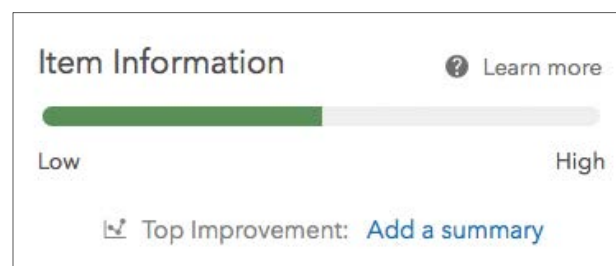 Item Information
Learn more
Low
High
Top Improvement: Add a summary